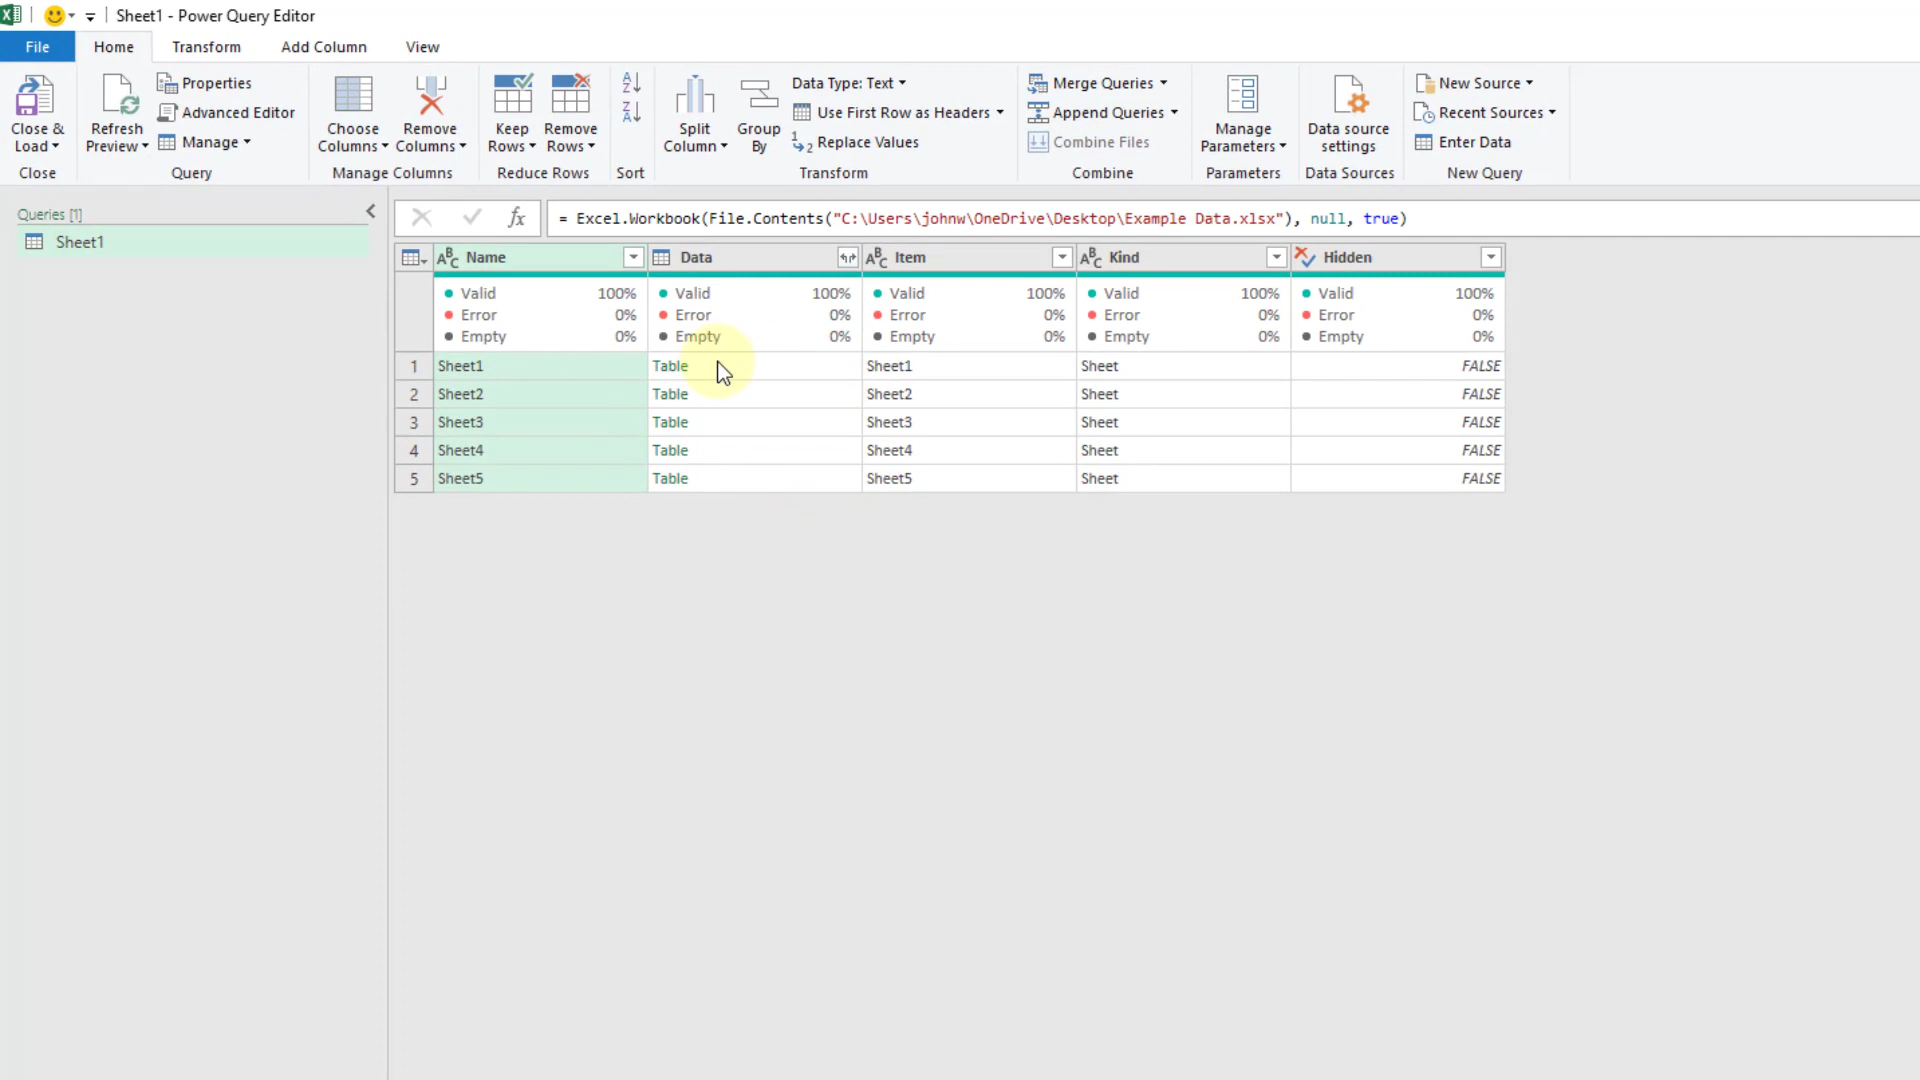 Sheet1 - Power Query Editor
File Home Transform Add Column View
Close & Load
Close
Refresh Preview
Properties
Advanced Editor
Manage
Query
Choose Columns
Remove Columns
Manage Columns
Keep Rows
Remove Rows
Reduce Rows
Sort
Split Column
Group By
Data Type: Text
Use First Row as Headers
Replace Values
Transform
Merge Queries
Append Queries
Combine Files
Combine
Manage Parameters
Parameters
Data source settings
Data Sources
New Source
Recent Sources
Enter Data
New Query
Queries [1]
Sheet1
fx = Excel.Workbook(File.Contents("C:\Users\johnw\OneDrive\Desktop\Example Data.xlsx"), null, true)
ABC Name Data ABC Item ABC Kind Hidden
Valid 100% Valid 100% Valid 100% Valid 100% Valid 100%
Error 0% Error 0% Error 0% Error 0% Error 0%
Empty 0% Empty 0% Empty 0% Empty 0% Empty 0%
1 Sheet1 Table Sheet1 Sheet FALSE
2 Sheet2 Table Sheet2 Sheet FALSE
3 Sheet3 Table Sheet3 Sheet FALSE
4 Sheet4 Table Sheet4 Sheet FALSE
5 Sheet5 Table Sheet5 Sheet FALSE